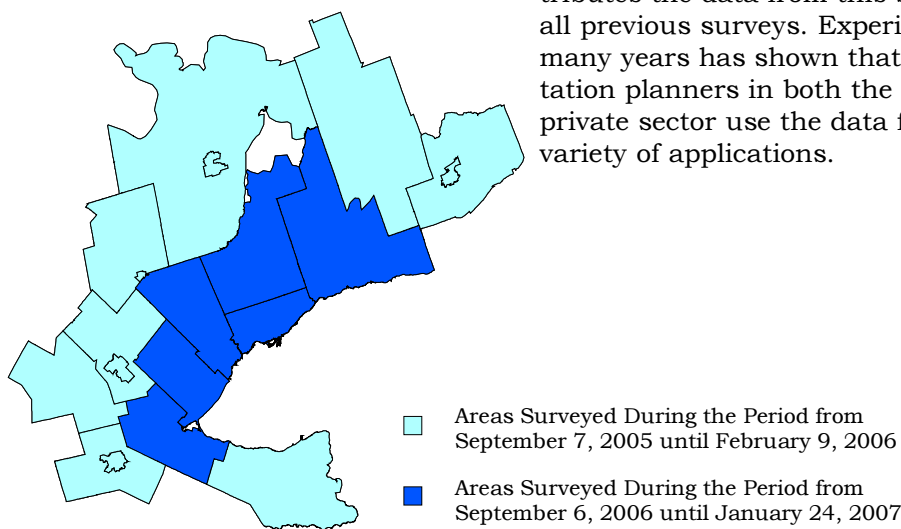 tributes the data from this
all previous surveys. Experi
many years has shown that
tation planners in both the
private sector use the data f
variety of applications.
Areas Surveyed During the Period from
September 7, 2005 until February 9, 2006
Areas Surveyed During the Period from
September 6, 2006 until January 24, 2007